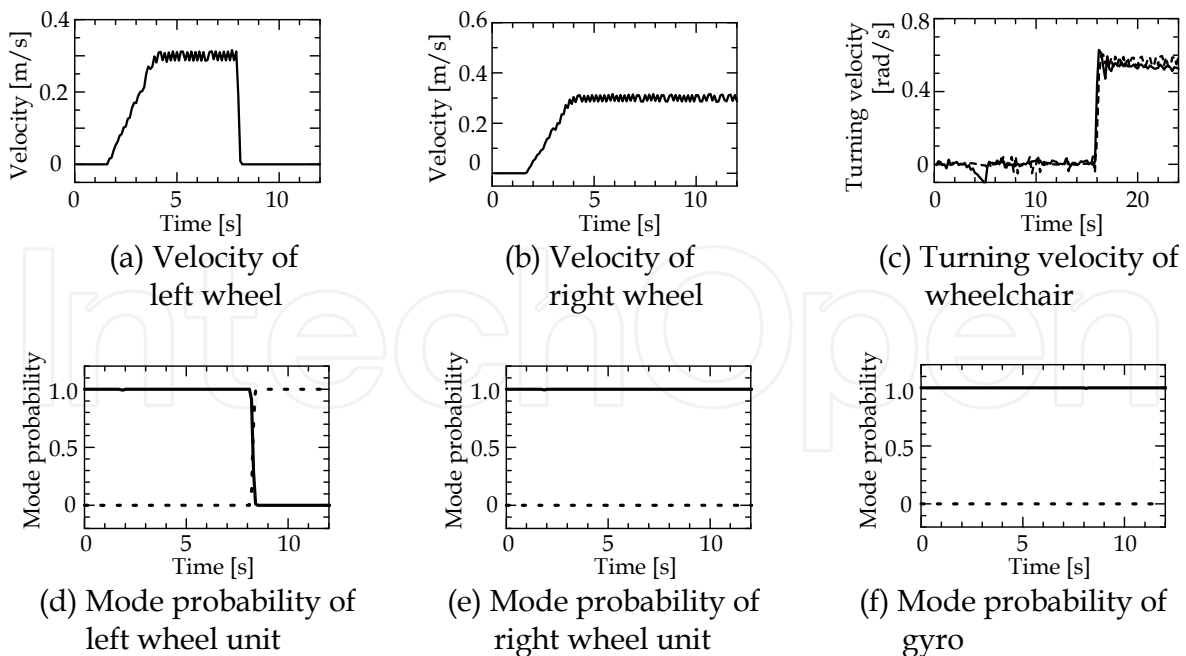 0.4
0.2
0
Velocity [m/s]
0 5 10
Time [s]
(a) Velocity of
left wheel
0.6
0.4
0.2
0
Velocity [m/s]
0 5 10
Time [s]
(b) Velocity of
right wheel
0.8
0.4
0
Turning velocity
[rad/s]
0 10 20
Time [s]
(c) Turning velocity of
wheelchair
IntechOpen
1.0
0.5
0
Mode probability
0 5 10
Time [s]
(d) Mode probability of
left wheel unit
1.0
0.5
0
Mode probability
0 5 10
Time [s]
(e) Mode probability of
right wheel unit
1.0
0.5
0
Mode probability
0 5 10
Time [s]
(f) Mode probability of
gyro